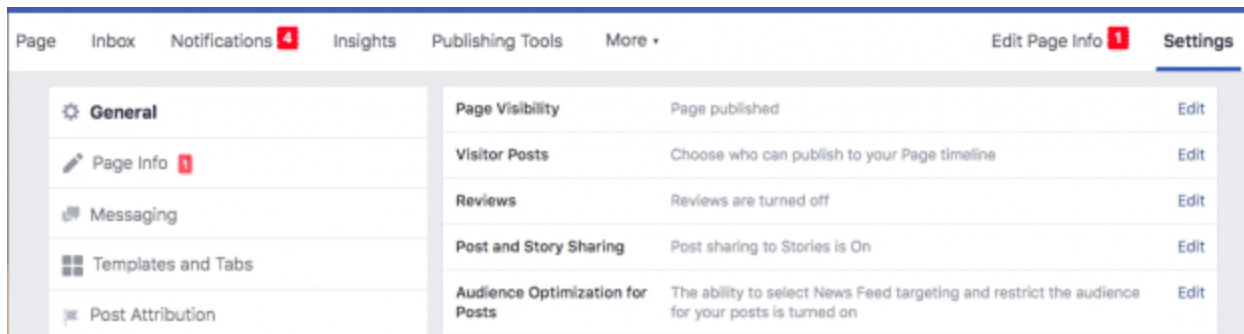 Page Inbox Notifications 4 Insights Publishing Tools More Edit Page Info 1 Settings
General
Page Info 1
Messaging
Templates and Tabs
Post Attribution
Page Visibility Page published Edit
Visitor Posts Choose who can publish to your Page timeline Edit
Reviews Reviews are turned off Edit
Post and Story Sharing Post sharing to Stories is On Edit
Audience Optimization for The ability to select News Feed targeting and restrict the audience Edit
Posts for your posts is turned on